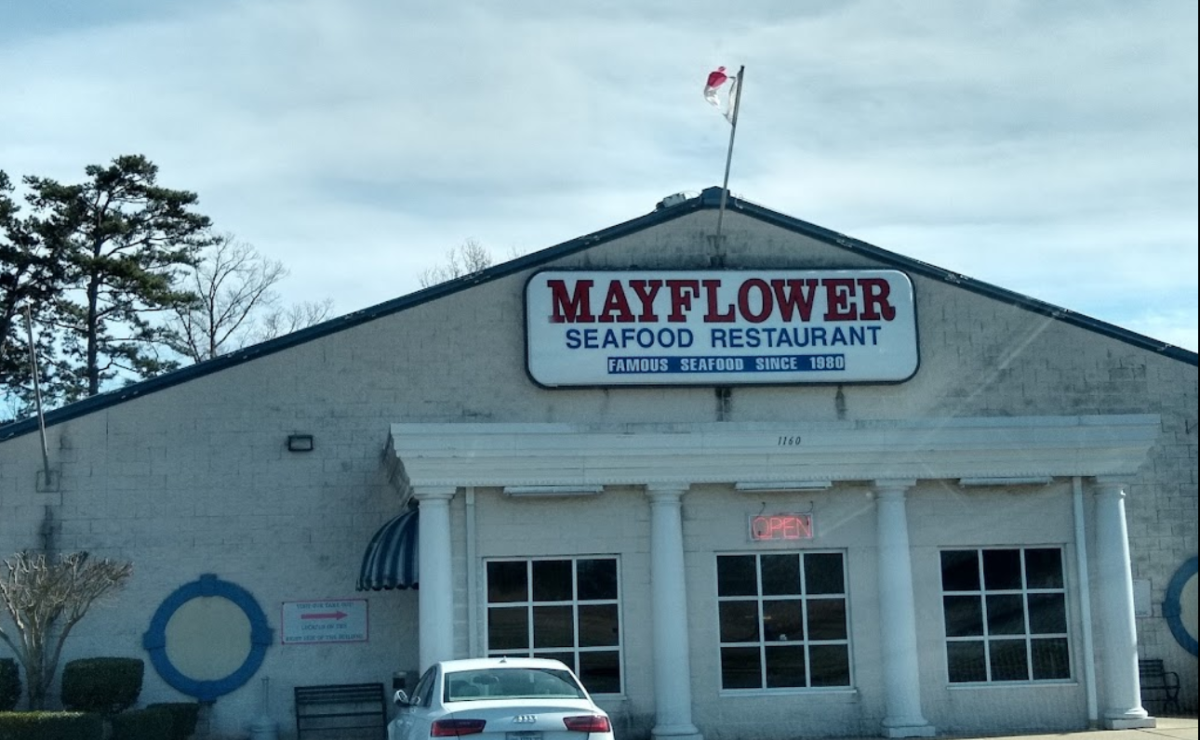 MAYFLOWER
SEAFOOD RESTAURANT
FAMOUS SEAFOOD SINCE 1980
1160
OPEN